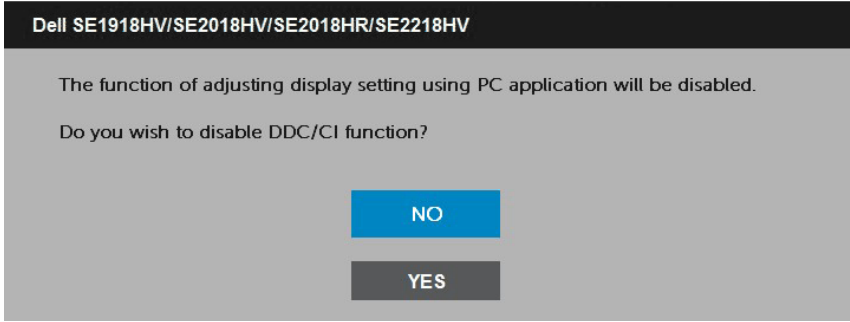 Dell SE1918HV/SE2018HV/SE2018HR/SE2218HV
The function of adjusting display setting using PC application will be disabled.
Do you wish to disable DDC/CI function?
NO
YES